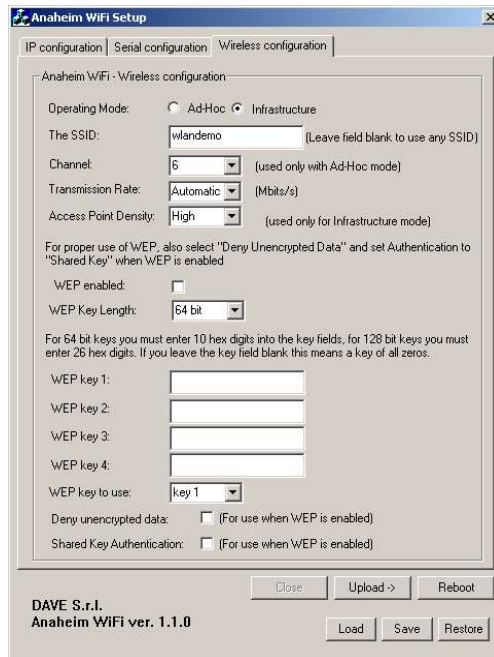 Anaheim WiFi Setup
IP configuration Serial configuration Wireless configuration
Anaheim WiFi - Wireless configuration
Operating Mode: Ad-Hoc Infrastructure
The SSID: wlandemo (Leave field blank to use any SSID)
Channel: 6 (used only with Ad-Hoc mode)
Transmission Rate: Automatic (Mbits/s)
Access Point Density: High (used only for Infrastructure mode)
For proper use of WEP, also select "Deny Unencrypted Data" and set Authentication to
"Shared Key" when WEP is enabled
WEP enabled:
WEP Key Length: 64 bit
For 64 bit keys you must enter 10 hex digits into the key fields, for 128 bit keys you must
enter 26 hex digits. If you leave the key field blank this means a key of all zeros.
WEP key 1:
WEP key 2:
WEP key 3:
WEP key 4:
WEP key to use: key 1
Deny unencrypted data: (For use when WEP is enabled)
Shared Key Authentication: (For use when WEP is enabled)
Close Upload -> Reboot
DAVE S.r.l.
Anaheim WiFi ver. 1.1.0
Load Save Restore